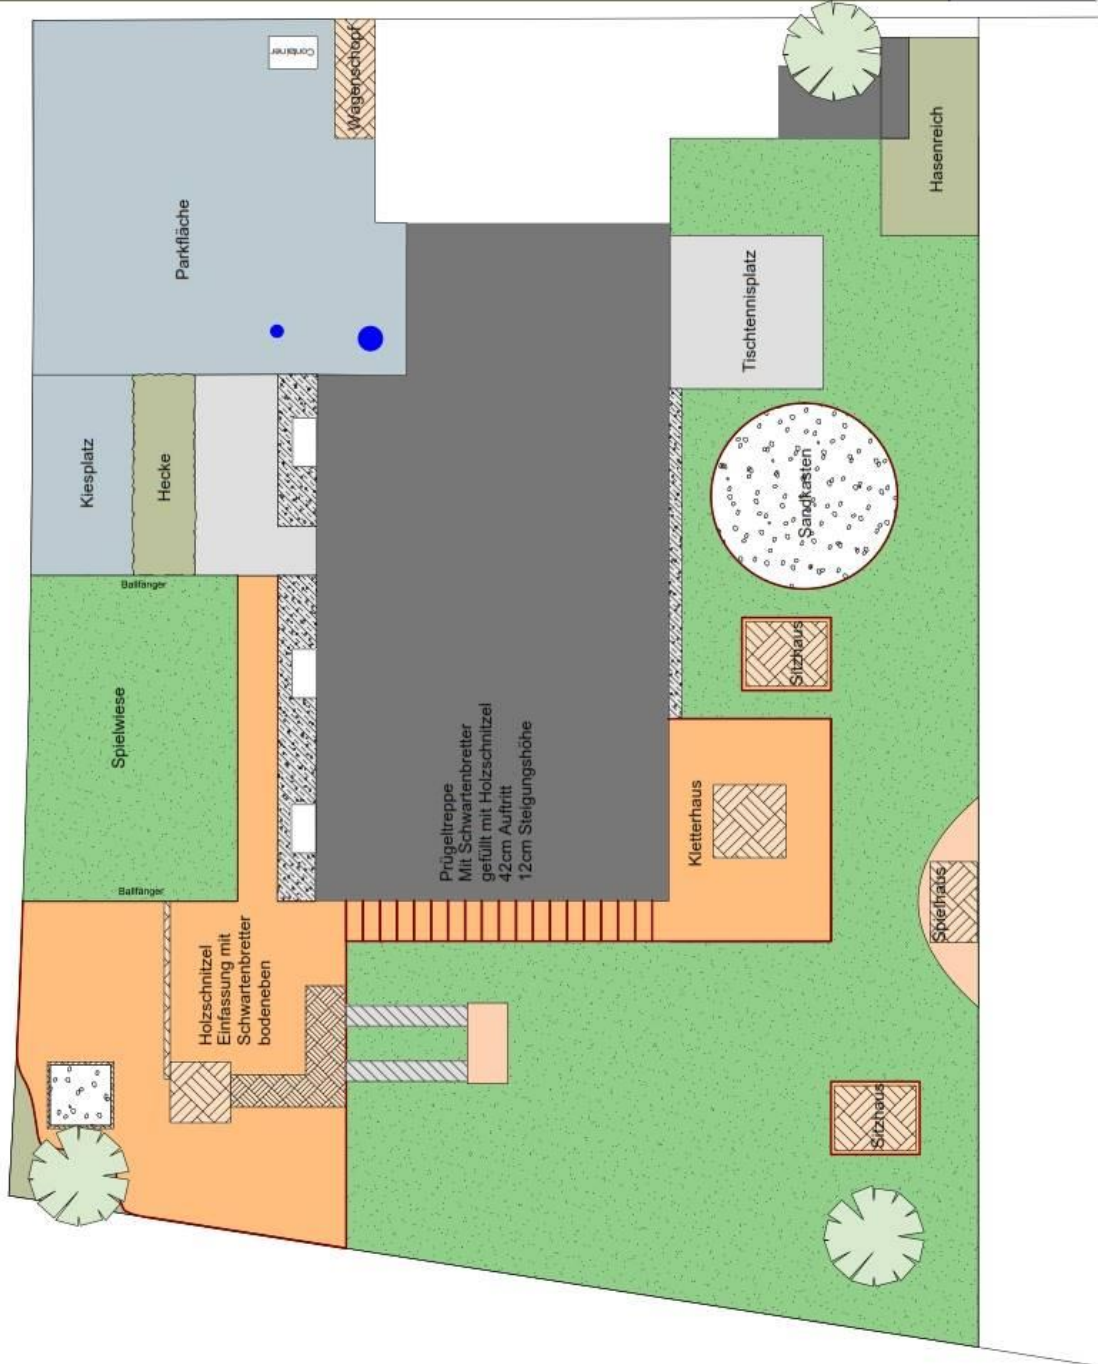 Container
Wagenschopf
Parkfläche
Hasenreich
Tischtennisplatz
Kiesplatz
Hecke
Sandkasten
Ballfänger
Spielwiese
Sitzhaus
Prügeltreppe
Mit Schwartenbretter
gefüllt mit Holzschnitzel
42cm Auftritt
12cm Steigungshöhe
Kletterhaus
Ballfänger
Spielhaus
Holzschnitzel
Einfassung mit
Schwartenbretter
bodeneben
Sitzhaus